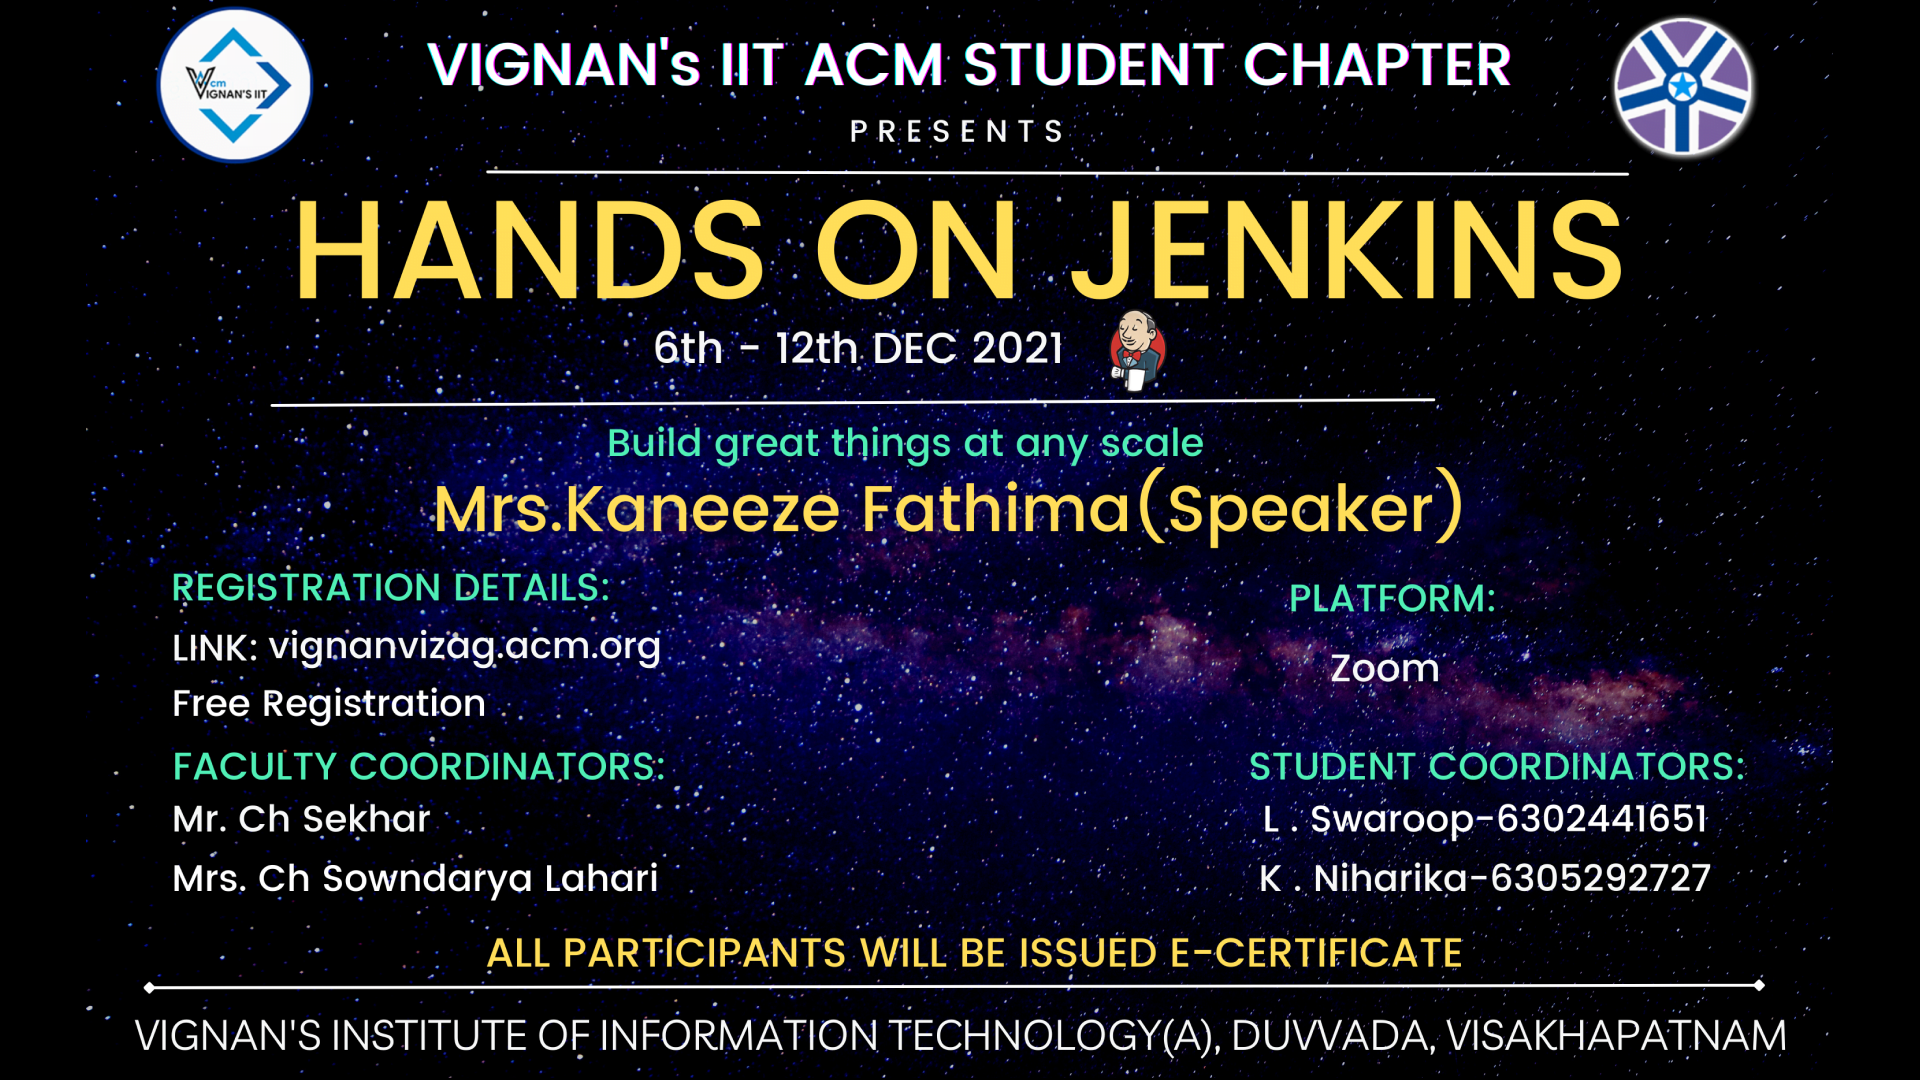 Vcm
VIGNAN'S IIT
VIGNAN's IIT ACM STUDENT CHAPTER
PRESENTS
HANDS ON JENKINS
6th - 12th DEC 2021
Build great things at any scale
Mrs.Kaneeze Fathima(Speaker)
REGISTRATION DETAILS:
LINK: vignanvizag.acm.org
Free Registration
PLATFORM:
Zoom
FACULTY COORDINATORS:
Mr. Ch Sekhar
Mrs. Ch Sowndarya Lahari
STUDENT COORDINATORS:
L . Swaroop-6302441651
K . Niharika-6305292727
ALL PARTICIPANTS WILL BE ISSUED E-CERTIFICATE
VIGNAN'S INSTITUTE OF INFORMATION TECHNOLOGY(A), DUVVADA, VISAKHAPATNAM